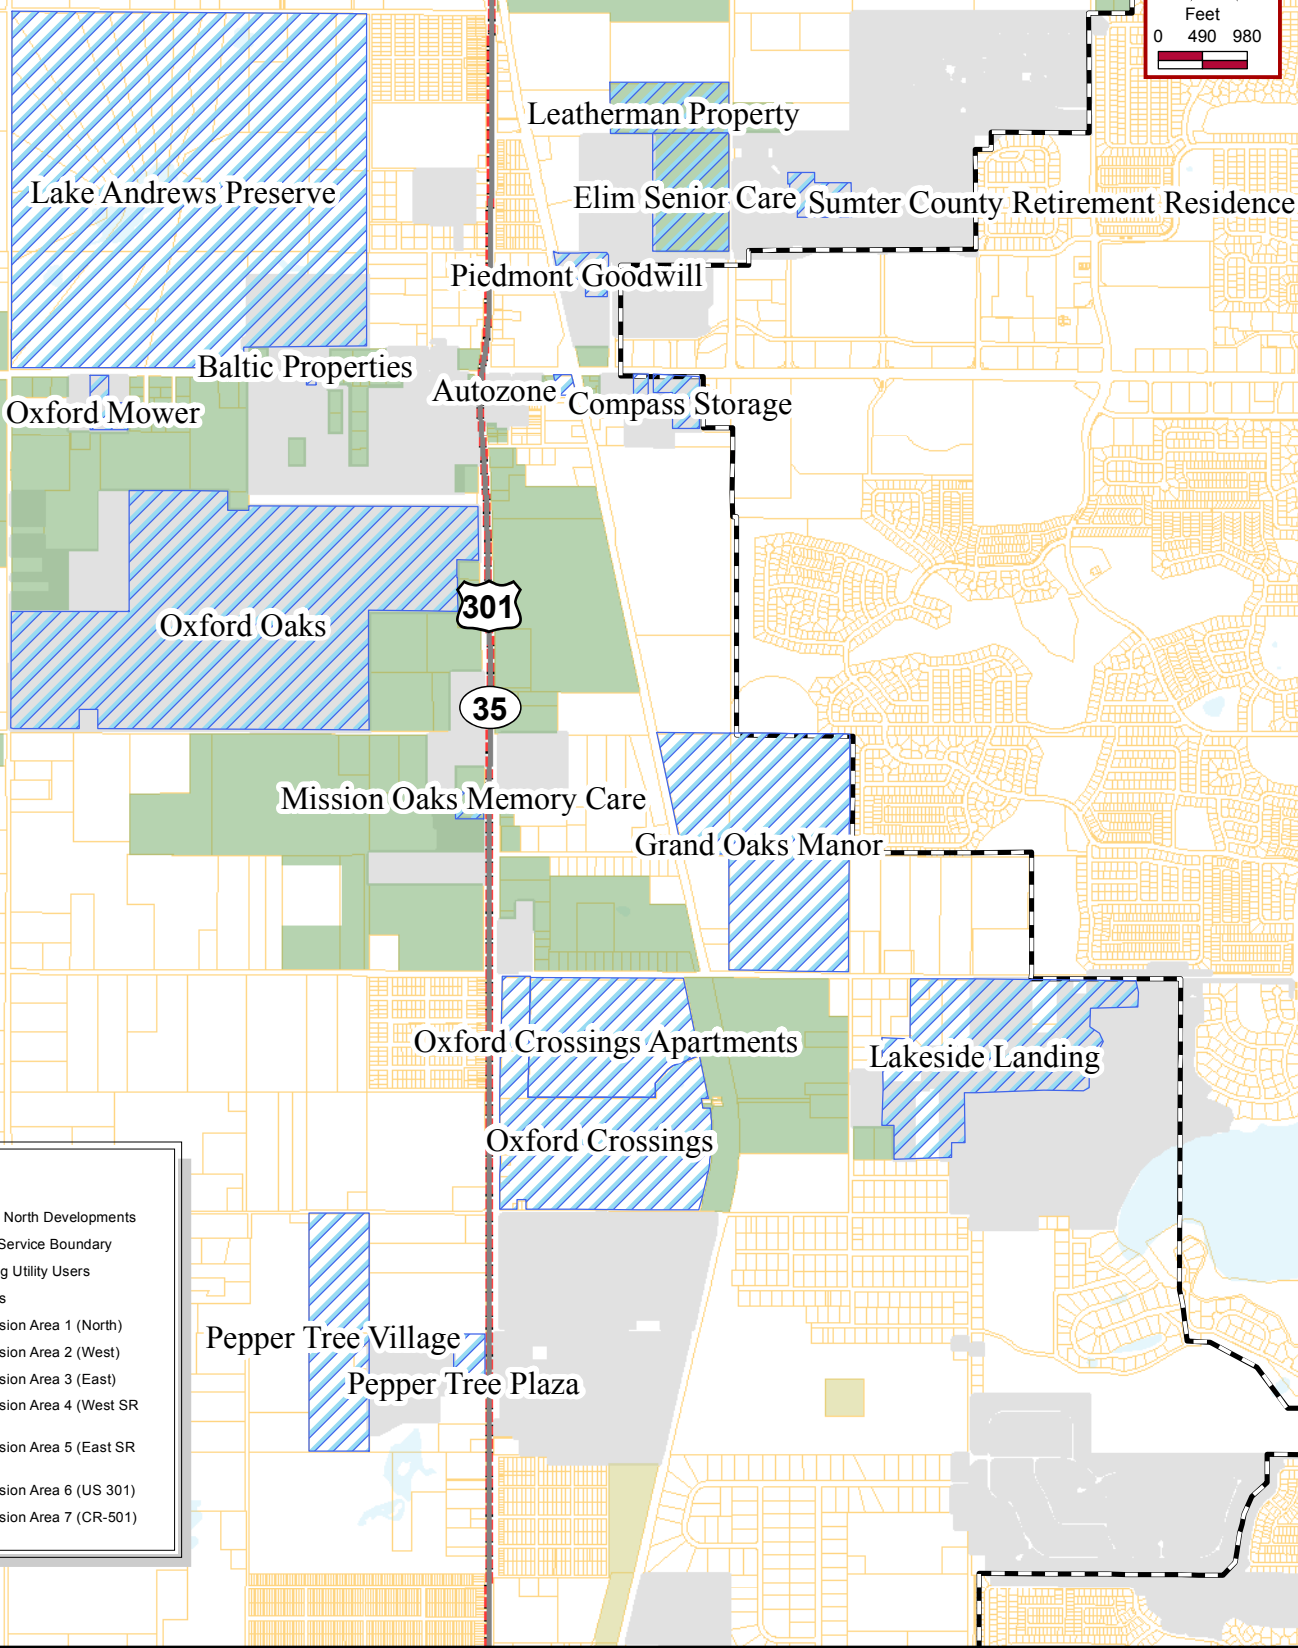 Feet
0 490 980
Leatherman Property
Lake Andrews Preserve
Elim Senior Care
Sumter County Retirement Residence
Piedmont Goodwill
Baltic Properties
Autozone
Compass Storage
Oxford Mower
301
Oxford Oaks
35
Mission Oaks Memory Care
Grand Oaks Manor
Oxford Crossings Apartments
Lakeside Landing
Oxford Crossings
North Developments
Service Boundary
g Utility Users
s
sion Area 1 (North)
sion Area 2 (West)
sion Area 3 (East)
sion Area 4 (West SR
sion Area 5 (East SR
sion Area 6 (US 301)
sion Area 7 (CR-501)
Pepper Tree Village
Pepper Tree Plaza